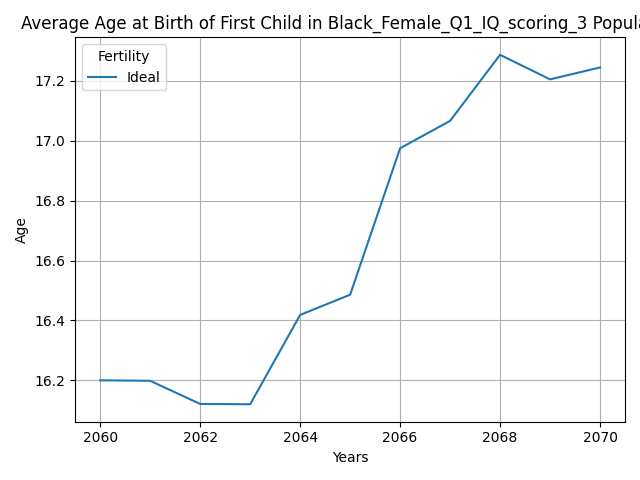 Average Age at Birth of First Child in Black_Female_Q1_IQ_scoring_3
Fertility
Ideal
17.2
17.0
16.8
16.6
16.4
16.2
Age
2060
2062
2064
2066
2068
2070
Years